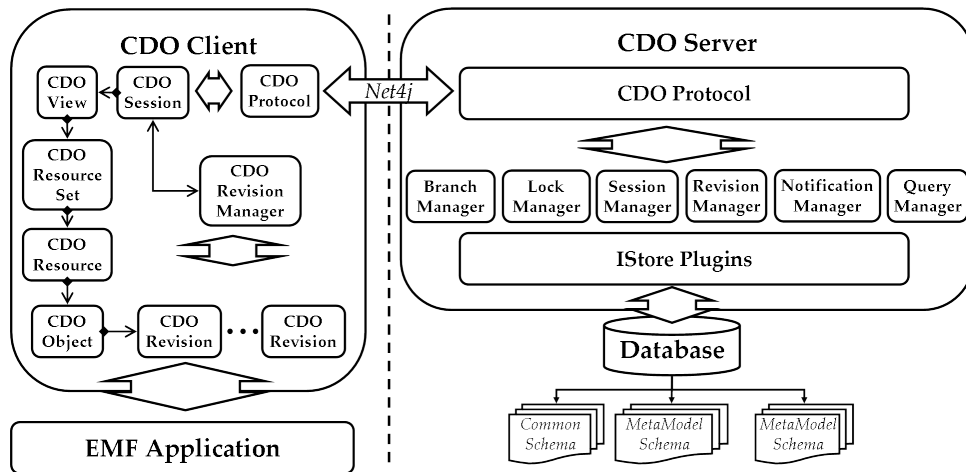 CDO Client
CDO
View
CDO
Session
CDO
Protocol
CDO
Resource
Set
CDO
Revision
Manager
CDO
Resource
CDO
Object
CDO
Revision
CDO
Revision
EMF Application
Net4j
CDO Server
CDO Protocol
Branch
Manager
Lock
Manager
Session
Manager
Revision
Manager
Notification
Manager
Query
Manager
IStore Plugins
Database
Common
Schema
MetaModel
Schema
MetaModel
Schema